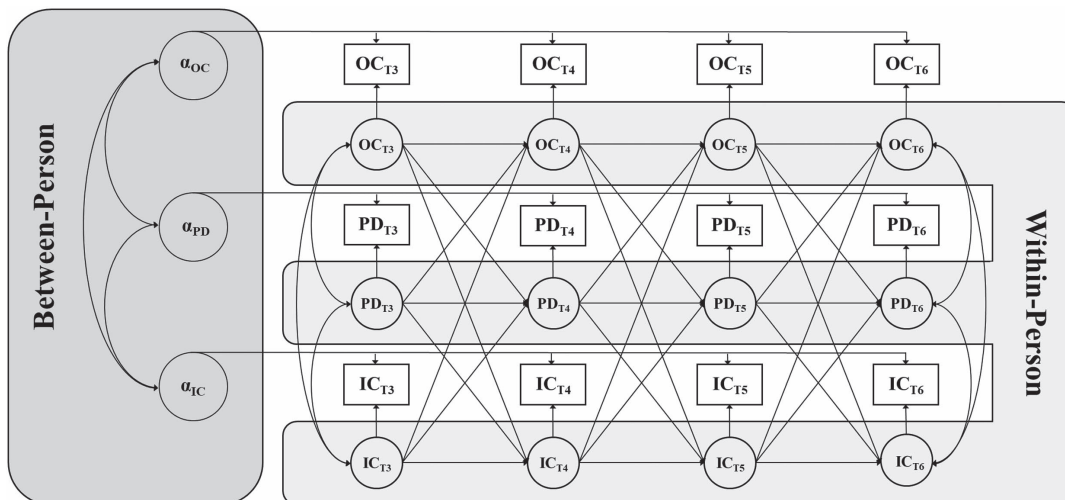 Between-Person
α_OC
α_PD
α_IC
OC_T3 OC_T4 OC_T5 OC_T6
OC_T3 OC_T4 OC_T5 OC_T6
PD_T3 PD_T4 PD_T5 PD_T6
PD_T3 PD_T4 PD_T5 PD_T6
IC_T3 IC_T4 IC_T5 IC_T6
IC_T3 IC_T4 IC_T5 IC_T6
Within-Person